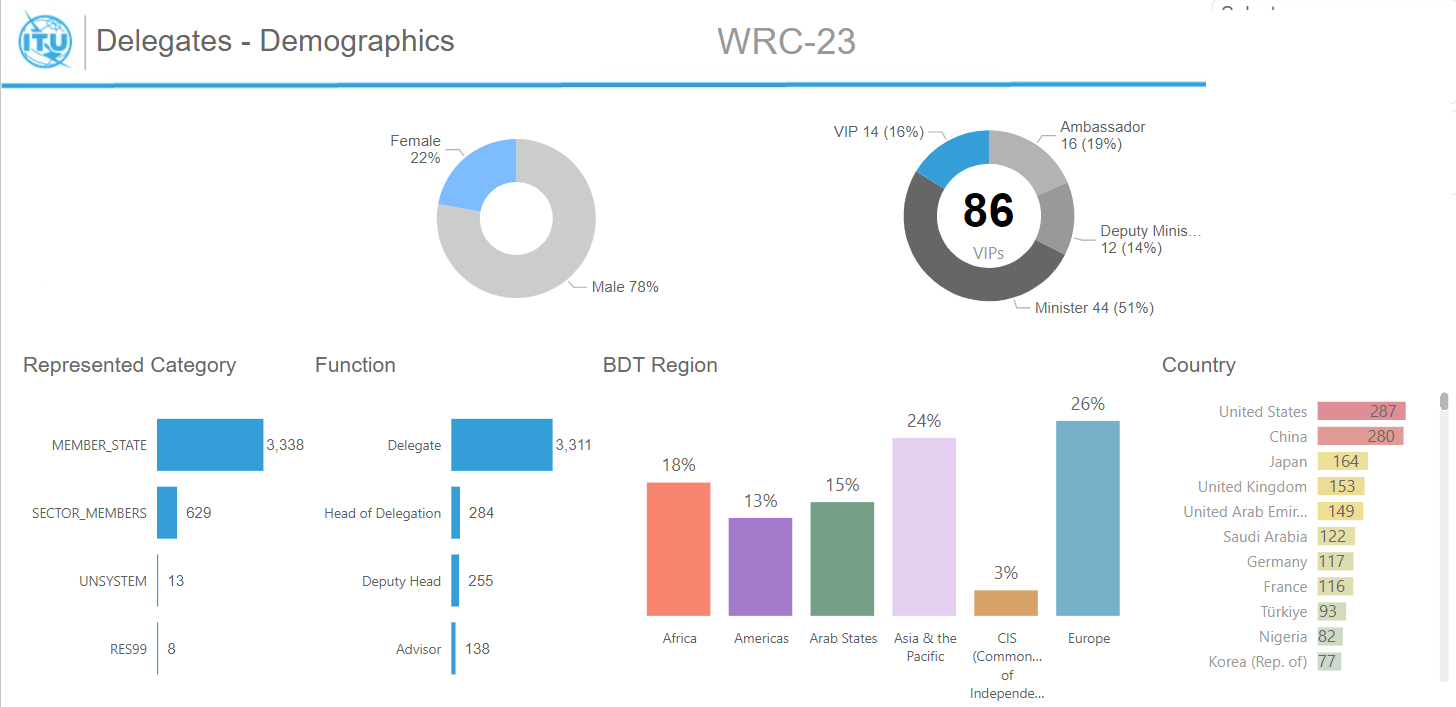 ITU
Delegates - Demographics
WRC-23
Female
22%
Male 78%
VIP 14 (16%)
Ambassador
16 (19%)
86
VIPs
Deputy Minis...
12 (14%)
Minister 44 (51%)
Represented Category
MEMBER_STATE 3,338
SECTOR_MEMBERS 629
UNSYSTEM 13
RES99 8
Function
Delegate 3,311
Head of Delegation 284
Deputy Head 255
Advisor 138
BDT Region
18%
13%
15%
24%
3%
26%
Africa
Americas
Arab States
Asia & the
Pacific
CIS
(Common...
of
Independe...
Europe
Country
United States 287
China 280
Japan 164
United Kingdom 153
United Arab Emir... 149
Saudi Arabia 122
Germany 117
France 116
Türkiye 93
Nigeria 82
Korea (Rep. of) 77